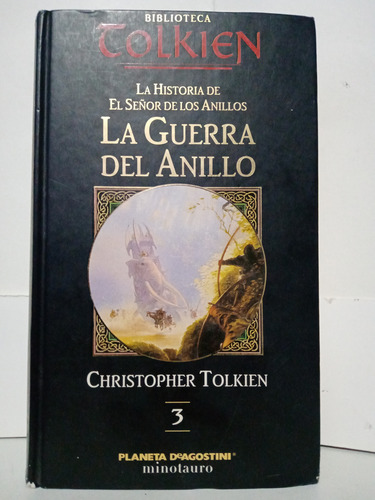 BIBLIOTECA
TOLKIEN
LA HISTORIA DE
EL SEÑOR DE LOS ANILLOS
LA GUERRA
DEL ANILLO
CHRISTOPHER TOLKIEN
3
PLANETA DEAGOSTINI®
minotauro